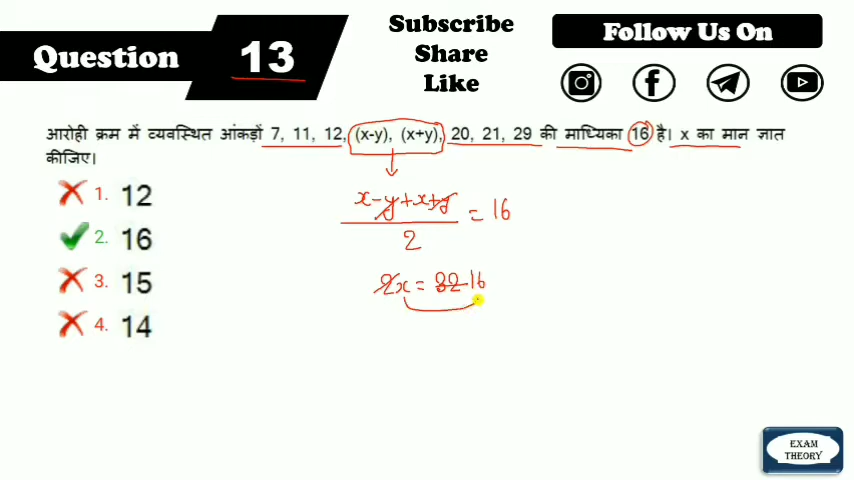 Question 13
Subscribe
Share
Like
Follow Us On
आरोही क्रम में व्यवस्थित आंकड़ों 7, 11, 12, (x-y), (x+y), 20, 21, 29 की माध्यिका 16 है। x का मान ज्ञात
कीजिए।
1. 12
2. 16
3. 15
4. 14
x-y+x+y
2
= 16
2x = 32 16
EXAM
THEORY